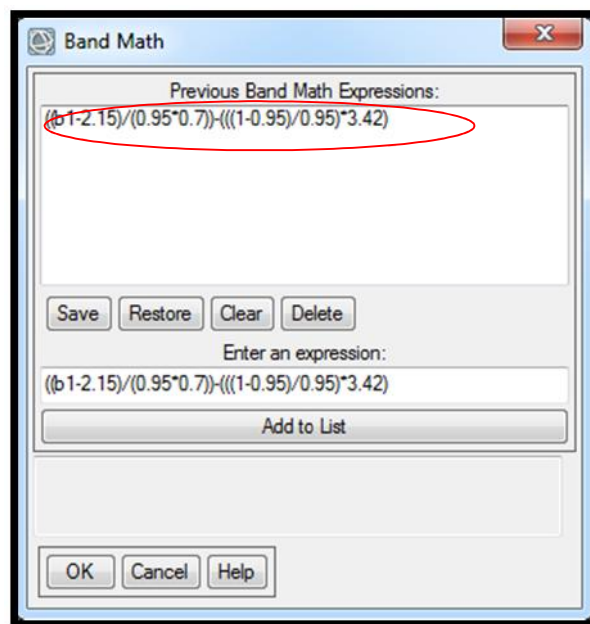 Band Math
Previous Band Math Expressions:
((b1-2.15)/(0.95*0.7))-(((1-0.95)/0.95)*3.42)
Save Restore Clear Delete
Enter an expression:
((b1-2.15)/(0.95*0.7))-(((1-0.95)/0.95)*3.42)
Add to List
OK Cancel Help